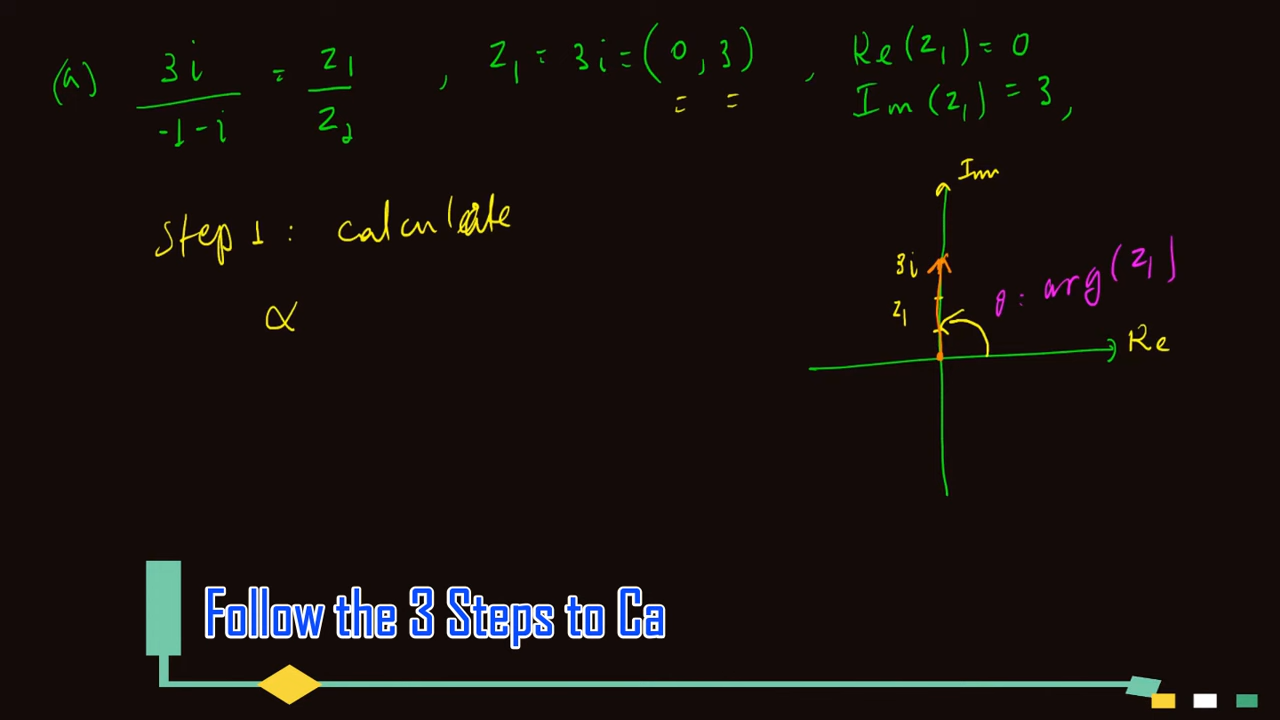 (a) 3i / -1-i = z₁ / z₂ , z₁ = 3i = (0, 3) , Re(z₁) = 0
Im(z₁) = 3,
Step 1 : calculate
α
Im
3i
z₁
θ : arg(z₁)
Re
Follow the 3 Steps to Ca